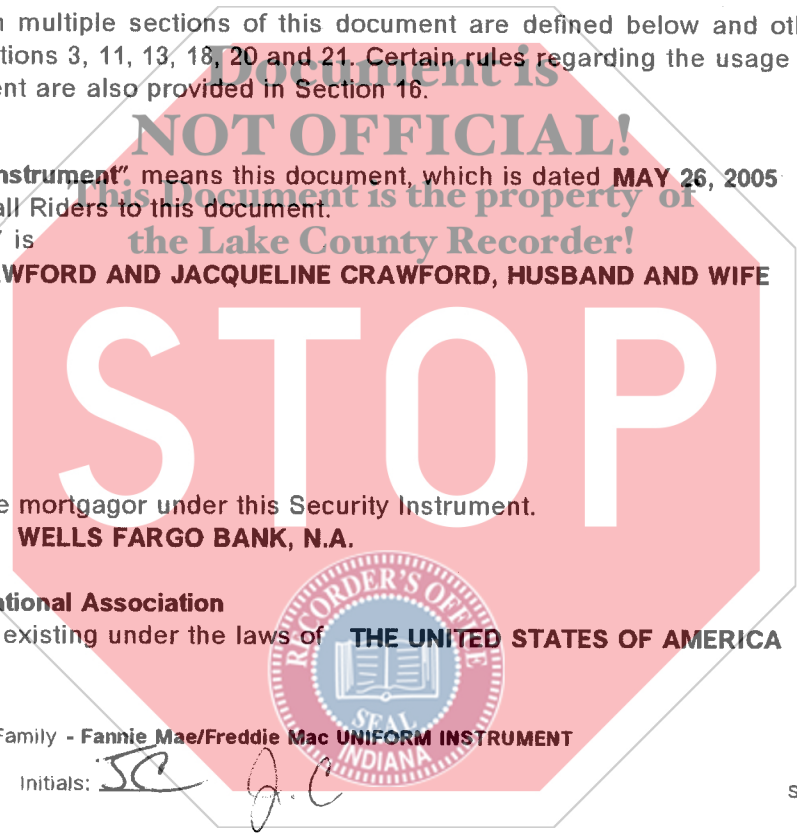 n multiple sections of this document are defined below and oth
tions 3, 11, 13, 18, 20 and 21. Certain rules regarding the usage
Document is
ent are also provided in Section 16.
NOT OFFICIAL!
nstrument" means this document, which is dated MAY 26, 2005
This Document is the property of
all Riders to this document.
" is
the Lake County Recorder!
WFORD AND JACQUELINE CRAWFORD, HUSBAND AND WIFE
STOP
e mortgagor under this Security Instrument.
WELLS FARGO BANK, N.A.
ational Association
existing under the laws of THE UNITED STATES OF AMERICA
RECORDER'S OFFICE
SEAL
INDIANA
Family - Fannie Mae/Freddie Mac UNIFORM INSTRUMENT
Initials: JC J.C
S